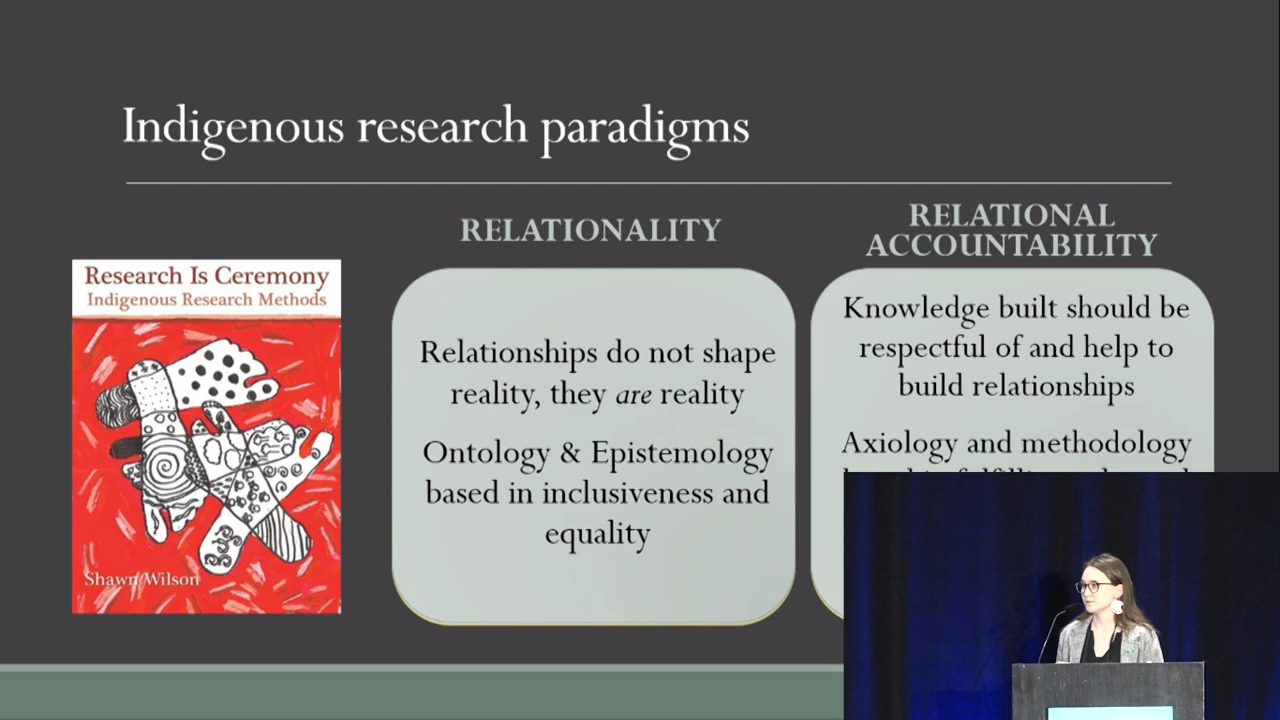 Indigenous research paradigms
RELATIONALITY
RELATIONAL
ACCOUNTABILITY
Research Is Ceremony
Indigenous Research Methods
Shawn Wilson
Relationships do not shape
reality, they are reality
Ontology & Epistemology
based in inclusiveness and
equality
Knowledge built should be
respectful of and help to
build relationships
Axiology and methodology